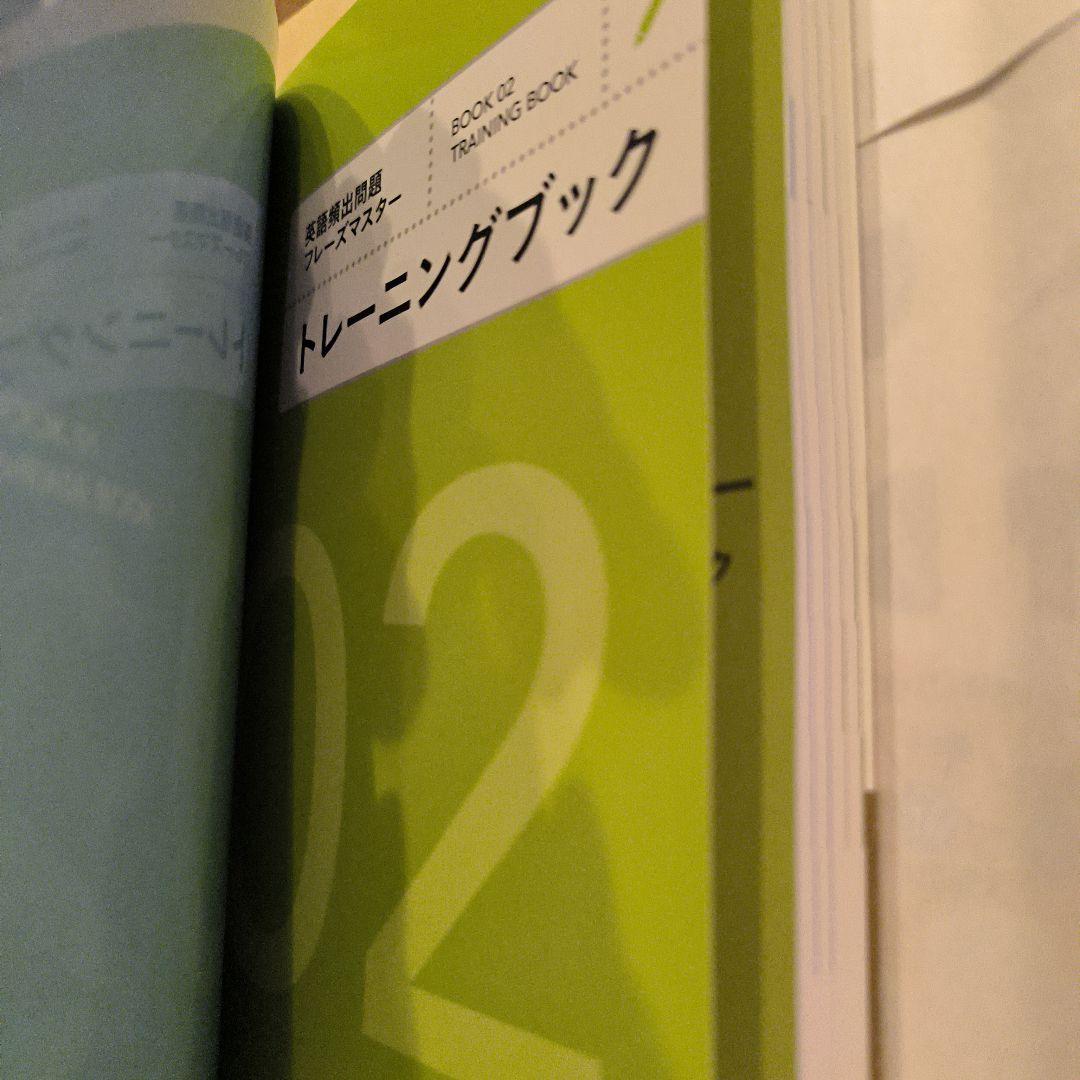 BOOK 02
TRAINING BOOK
英語頻出問題
フレーズマスター
トレーニングブック
02